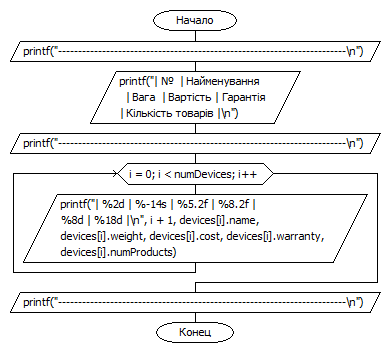 Начало
printf("------------------------------------------------------------------------\n")
printf("| № | Найменування
| Вага | Вартість | Гарантія
| Кількість товарів |\n")
printf("------------------------------------------------------------------------\n")
i = 0; i < numDevices; i++
printf("| %2d | %-14s | %5.2f | %8.2f |
%8d | %18d |\n", i + 1, devices[i].name,
devices[i].weight, devices[i].cost, devices[i].warranty,
devices[i].numProducts)
printf("------------------------------------------------------------------------\n")
Конец